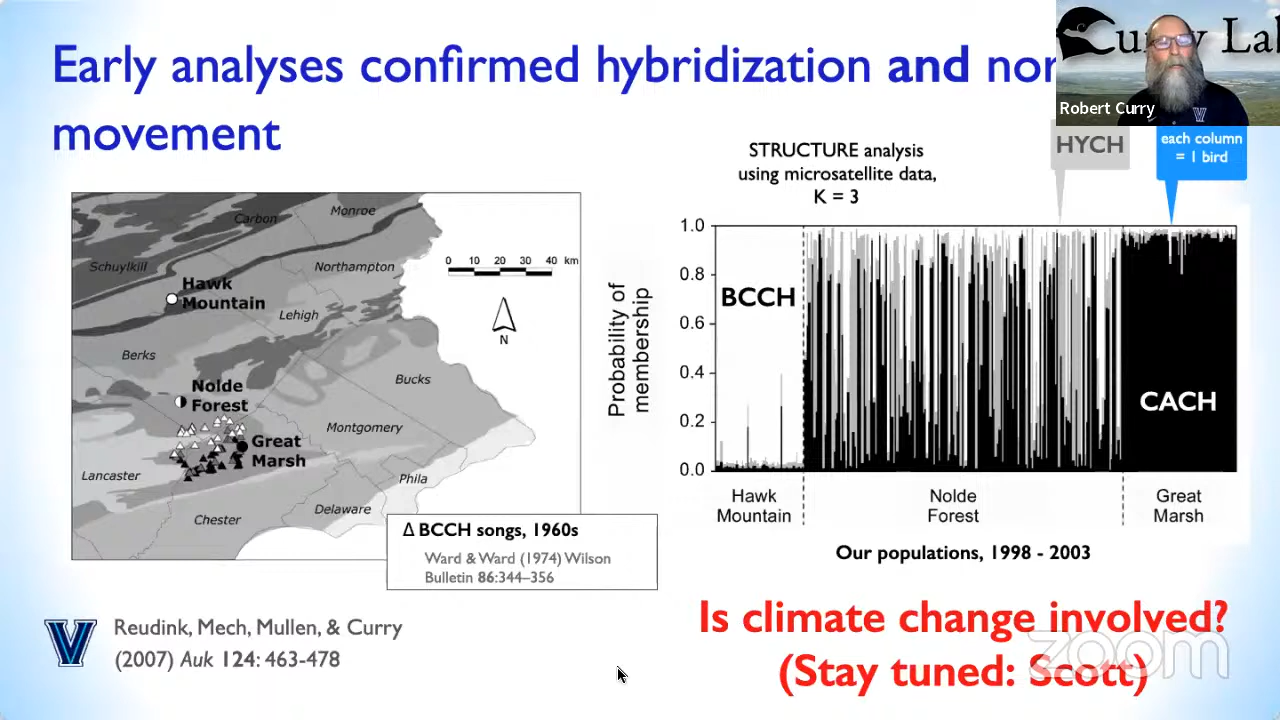 Early analyses confirmed hybridization and nor
movement
Curry Lab
Robert Curry
HYCH
each column
= 1 bird
STRUCTURE analysis
using microsatellite data,
K = 3
Carbon
Monroe
Schuylkill
Northampton
0 10 20 30 40 km
Hawk
Mountain
Lehigh
N
Berks
Nolde
Forest
Bucks
Great
Marsh
Montgomery
Lancaster
Phila
Chester
Delaware
Δ BCCH songs, 1960s
Ward & Ward (1974) Wilson
Bulletin 86:344–356
Probability of
membership
1.0
0.8
0.6
0.4
0.2
0.0
BCCH
CACH
Hawk
Mountain
Nolde
Forest
Great
Marsh
Our populations, 1998 - 2003
Reudink, Mech, Mullen, & Curry
(2007) Auk 124: 463-478
Is climate change involved?
(Stay tuned: Scott)
zoom